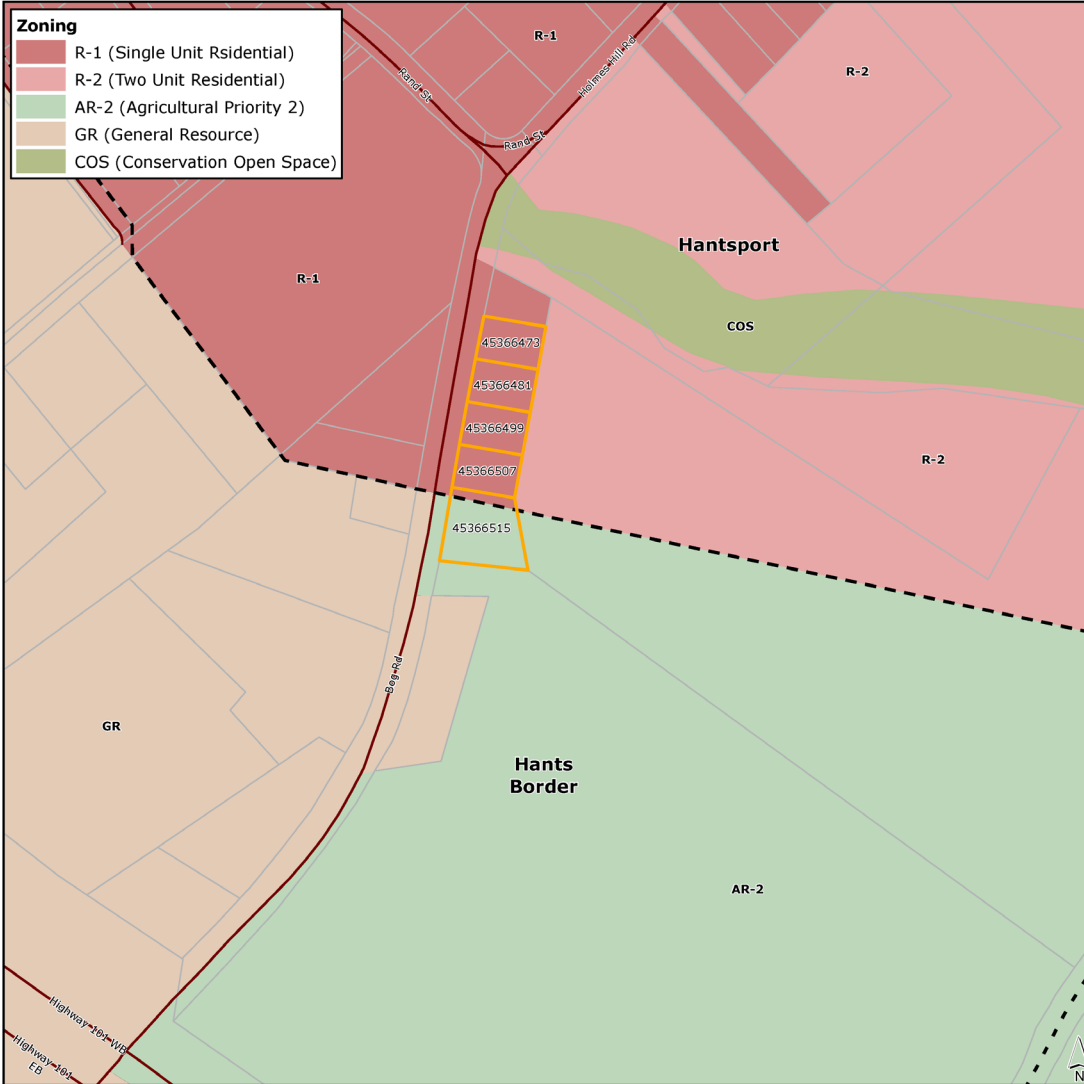 Zoning
R-1 (Single Unit Rsidential)
R-2 (Two Unit Residential)
AR-2 (Agricultural Priority 2)
GR (General Resource)
COS (Conservation Open Space)
R-1
Holmes Hill Rd
Rand St
R-2
Rand St
Hantsport
R-1
COS
45366473
45366481
45366499
R-2
45366507
45366515
Bog Rd
GR
Hants
Border
AR-2
Highway 101 WB
Highway 101
EB
N